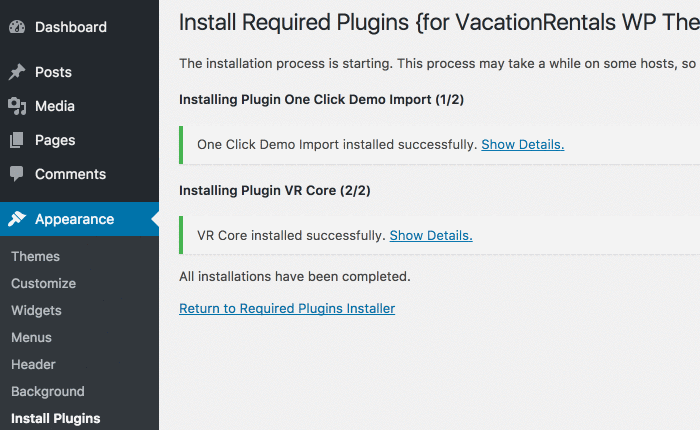 Dashboard
Posts
Media
Pages
Comments
Appearance
Themes
Customize
Widgets
Menus
Header
Background
Install Plugins
Install Required Plugins {for VacationRentals WP The
The installation process is starting. This process may take a while on some hosts, so
Installing Plugin One Click Demo Import (1/2)
One Click Demo Import installed successfully. Show Details.
Installing Plugin VR Core (2/2)
VR Core installed successfully. Show Details.
All installations have been completed.
Return to Required Plugins Installer